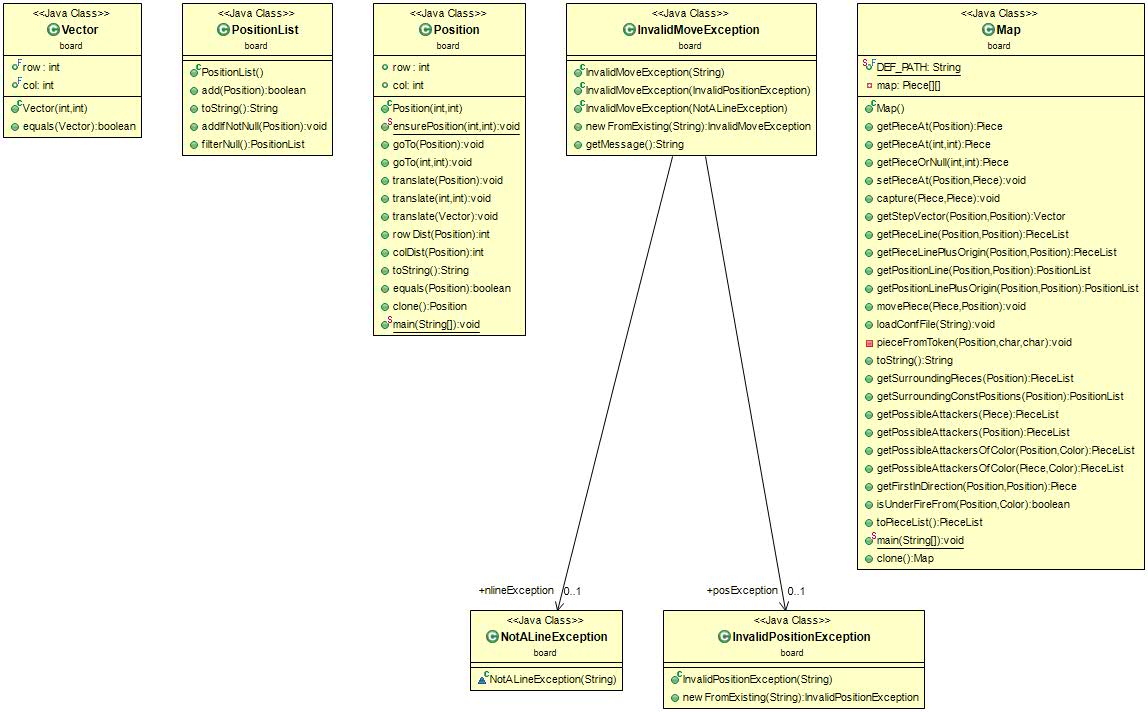 <<Java Class>>
Vector
board
row : int
col: int
Vector(int,int)
equals(Vector):boolean
<<Java Class>>
PositionList
board
PositionList()
add(Position):boolean
toString():String
addIfNotNull(Position):void
filterNull():PositionList
<<Java Class>>
Position
board
row : int
col: int
Position(int,int)
ensurePosition(int,int):void
goTo(Position):void
goTo(int,int):void
translate(Position):void
translate(int,int):void
translate(Vector):void
row Dist(Position):int
colDist(Position):int
toString():String
equals(Position):boolean
clone():Position
main(String[]):void
<<Java Class>>
InvalidMoveException
board
InvalidMoveException(String)
InvalidMoveException(InvalidPositionException)
InvalidMoveException(NotALineException)
new FromExisting(String):InvalidMoveException
getMessage():String
<<Java Class>>
Map
board
DEF_PATH: String
map: Piece[][]
Map()
getPieceAt(Position):Piece
getPieceAt(int,int):Piece
getPieceOrNull(int,int):Piece
setPieceAt(Position,Piece):void
capture(Piece,Piece):void
getStepVector(Position,Position):Vector
getPieceLine(Position,Position):PieceList
getPieceLinePlusOrigin(Position,Position):PieceList
getPositionLine(Position,Position):PositionList
getPositionLinePlusOrigin(Position,Position):PositionList
movePiece(Piece,Position):void
loadConfFile(String):void
pieceFromToken(Position,char,char):void
toString():String
getSurroundingPieces(Position):PieceList
getSurroundingConstPositions(Position):PositionList
getPossibleAttackers(Piece):PieceList
getPossibleAttackers(Position):PieceList
getPossibleAttackersOfColor(Position,Color):PieceList
getPossibleAttackersOfColor(Piece,Color):PieceList
getFirstInDirection(Position,Position):Piece
isUnderFireFrom(Position,Color):boolean
toPieceList():PieceList
main(String[]):void
clone():Map
+nlineException 0..1
+posException 0..1
<<Java Class>>
NotALineException
board
NotALineException(String)
<<Java Class>>
InvalidPositionException
board
InvalidPositionException(String)
new FromExisting(String):InvalidPositionException